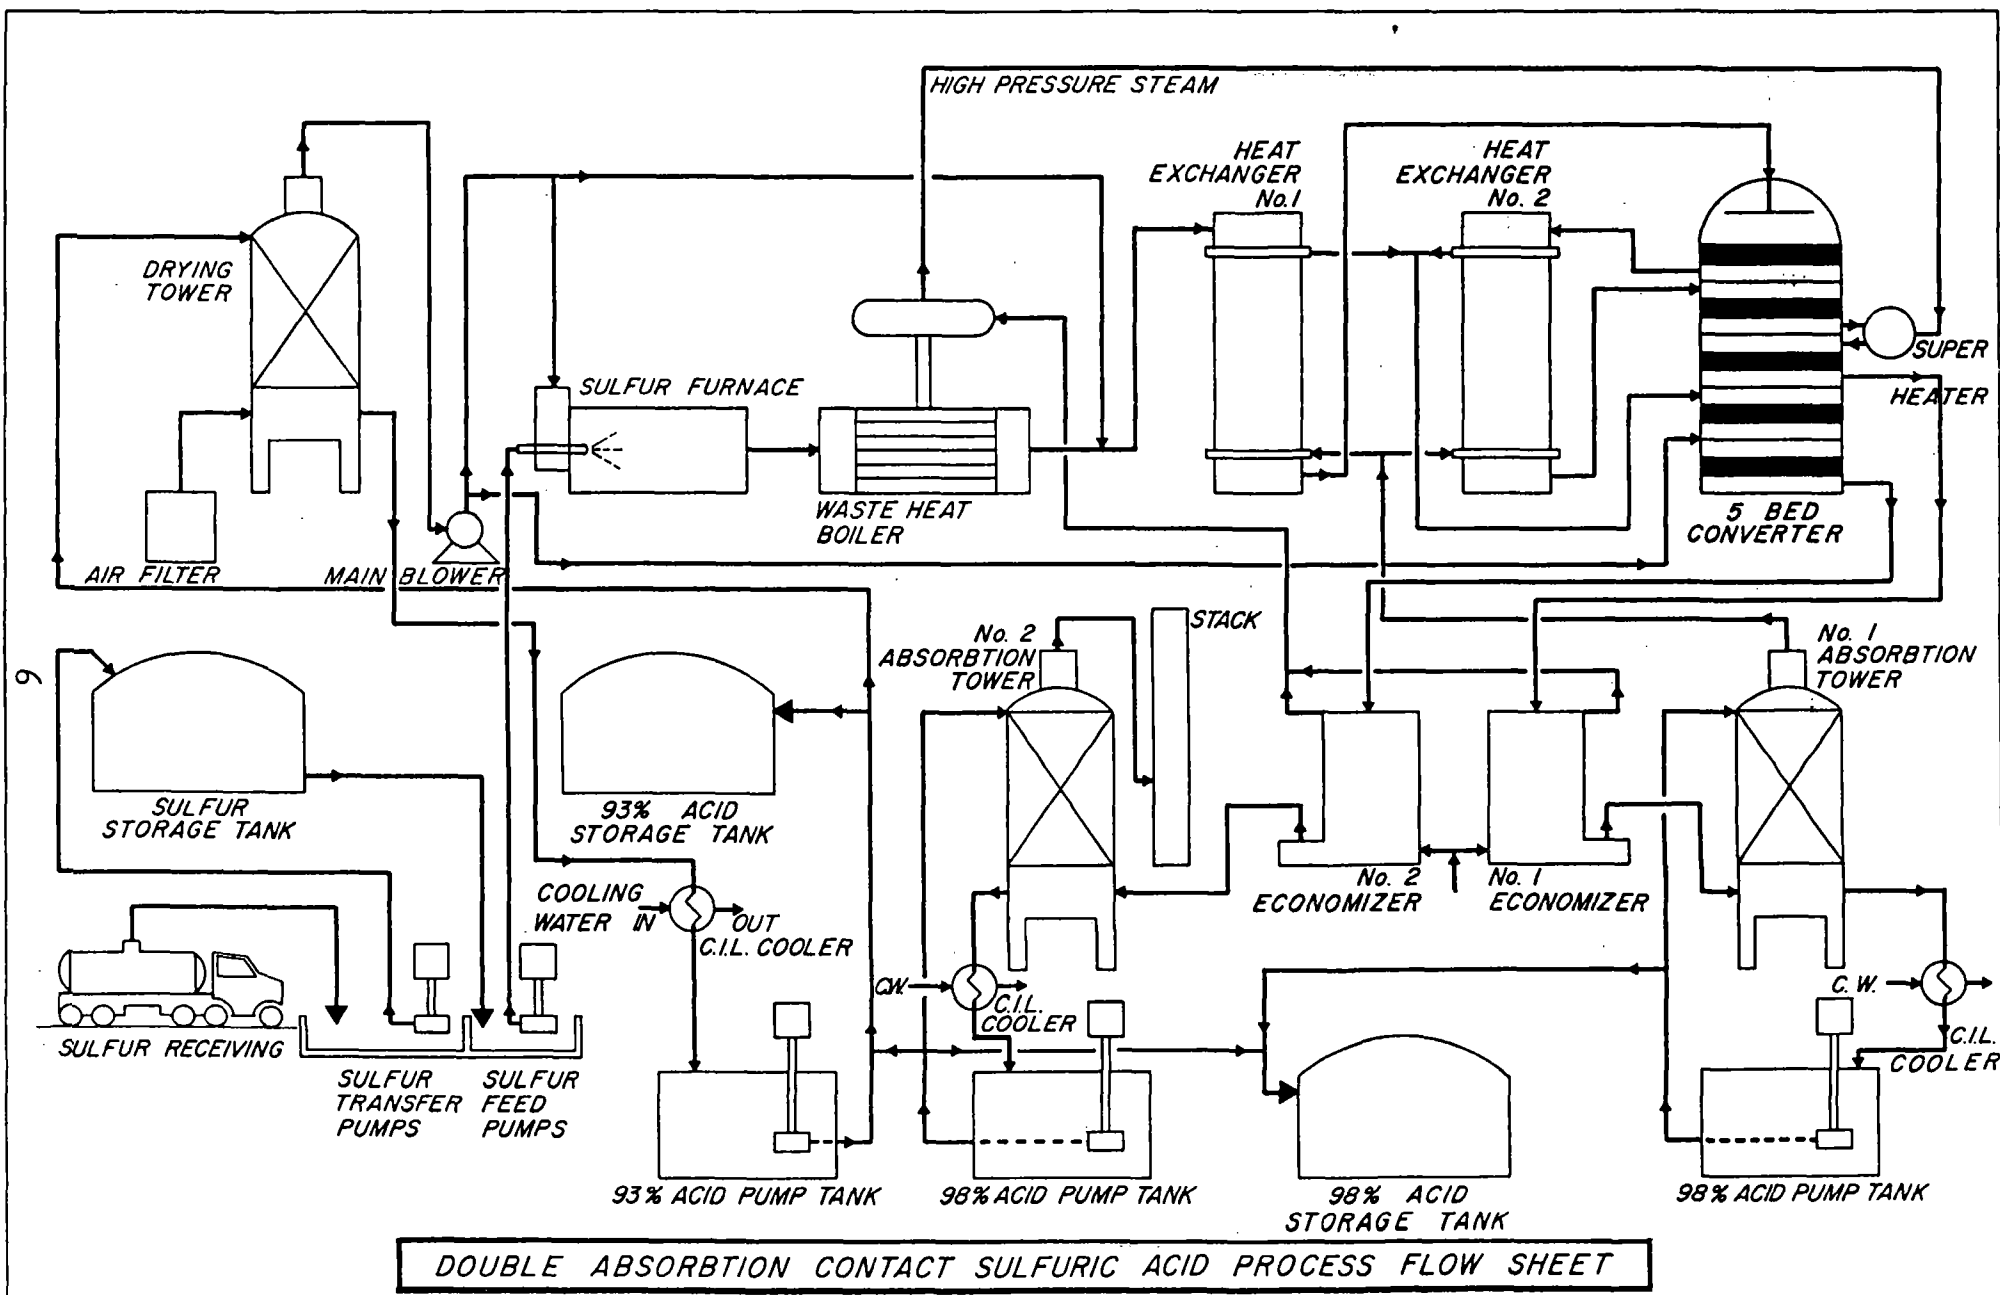 HIGH PRESSURE STEAM
HEAT
EXCHANGER
No. 1
HEAT
EXCHANGER
No. 2
DRYING
TOWER
SULFUR FURNACE
SUPER
HEATER
WASTE HEAT
BOILER
5 BED
CONVERTER
AIR FILTER
MAIN BLOWER
No. 2
ABSORBTION
TOWER
STACK
No. 1
ABSORBTION
TOWER
6
SULFUR
STORAGE TANK
93% ACID
STORAGE TANK
No. 2
ECONOMIZER
No. 1
ECONOMIZER
COOLING
WATER IN
OUT
C.I.L. COOLER
C.W.
C.I.L.
COOLER
C. W.
C.I.L.
COOLER
SULFUR RECEIVING
SULFUR
TRANSFER
PUMPS
SULFUR
FEED
PUMPS
93% ACID PUMP TANK
98% ACID PUMP TANK
98% ACID
STORAGE TANK
98% ACID PUMP TANK
DOUBLE ABSORBTION CONTACT SULFURIC ACID PROCESS FLOW SHEET